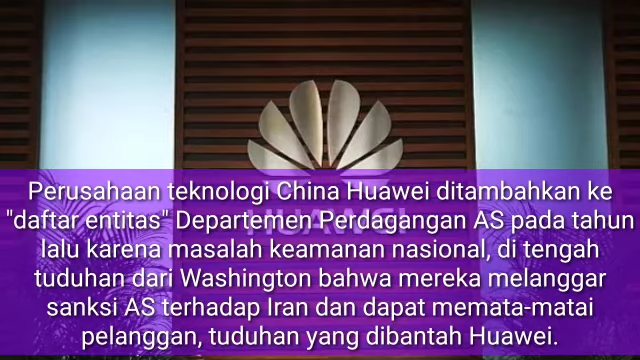 Perusahaan teknologi China Huawei ditambahkan ke
"daftar entitas" Departemen Perdagangan AS pada tahun
lalu karena masalah keamanan nasional, di tengah
tuduhan dari Washington bahwa mereka melanggar
sanksi AS terhadap Iran dan dapat memata-matai
pelanggan, tuduhan yang dibantah Huawei.
HUAWEI